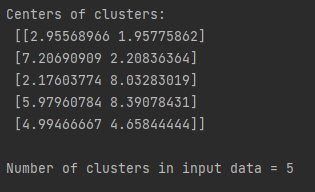 Centers of clusters:
[[2.95568966 1.95775862]
[7.20690909 2.20836364]
[2.17603774 8.03283019]
[5.97960784 8.39078431]
[4.99466667 4.65844444]]
Number of clusters in input data = 5